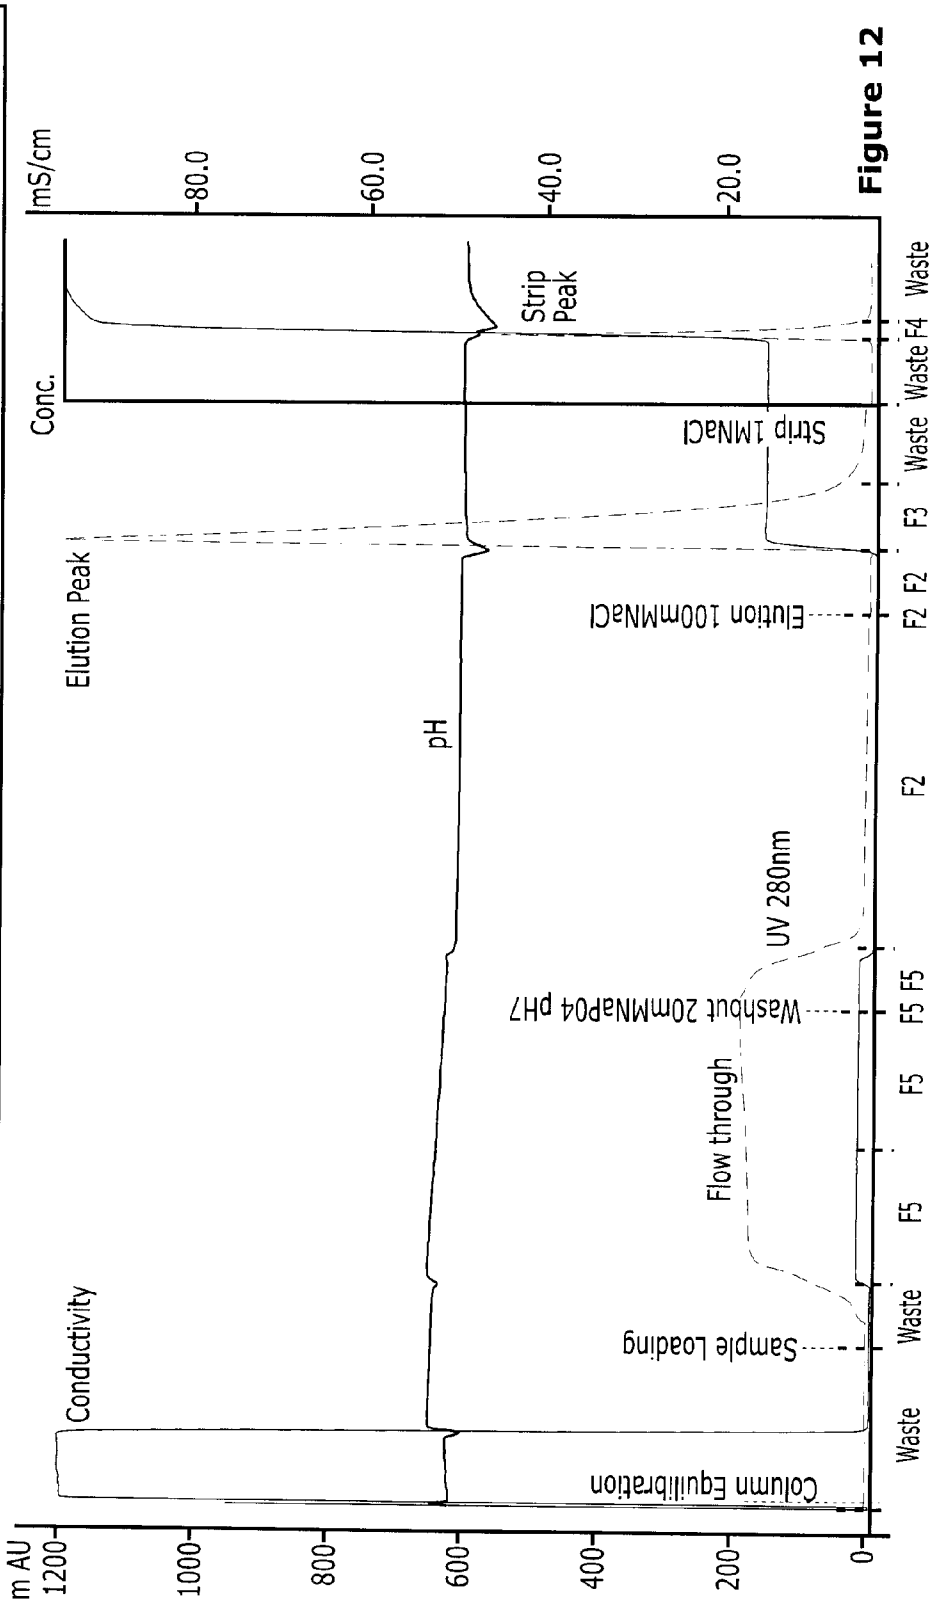 m AU
1200
1000
800
600
400
200
0
Conductivity
pH
Elution Peak
Conc.
Strip
Peak
Flow through
UV 280nm
Column Equilibration
Sample Loading
Washout 20mMNaP04 pH7
Elution 100mMNaCl
Strip 1MNaCl
mS/cm
80.0
60.0
40.0
20.0
Waste
Waste
F5
F5
F5
F5
F2
F2
F2
F3
Waste
Waste
F4
Waste
Figure 12